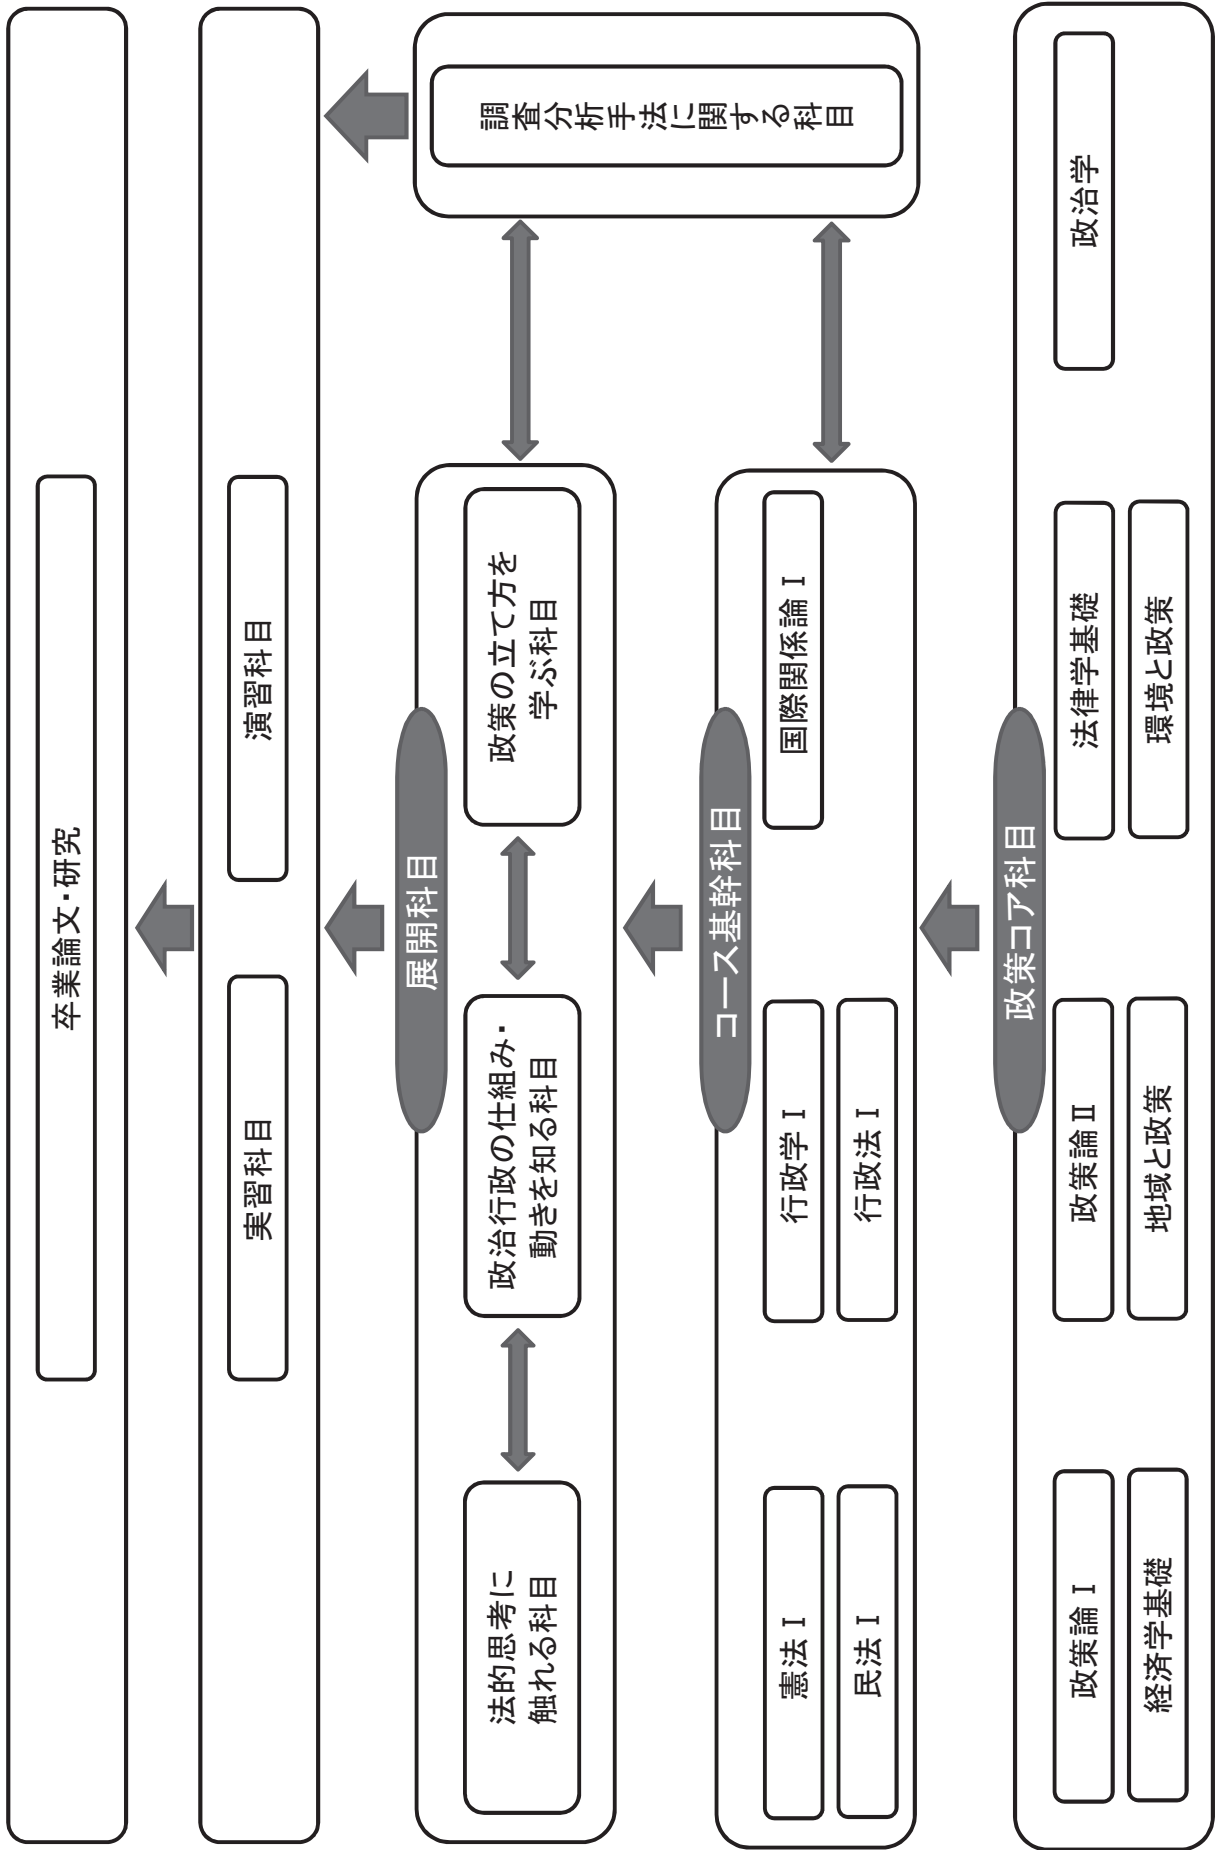 卒業論文・研究
実習科目
演習科目
展開科目
法的思考に
触れる科目
政治行政の仕組み・
動きを知る科目
政策の立て方を
学ぶ科目
調査分析手法に関する科目
コース基幹科目
憲法Ⅰ
行政学Ⅰ
国際関係論Ⅰ
民法Ⅰ
行政法Ⅰ
政策コア科目
政策論Ⅰ
政策論Ⅱ
法律学基礎
政治学
経済学基礎
地域と政策
環境と政策